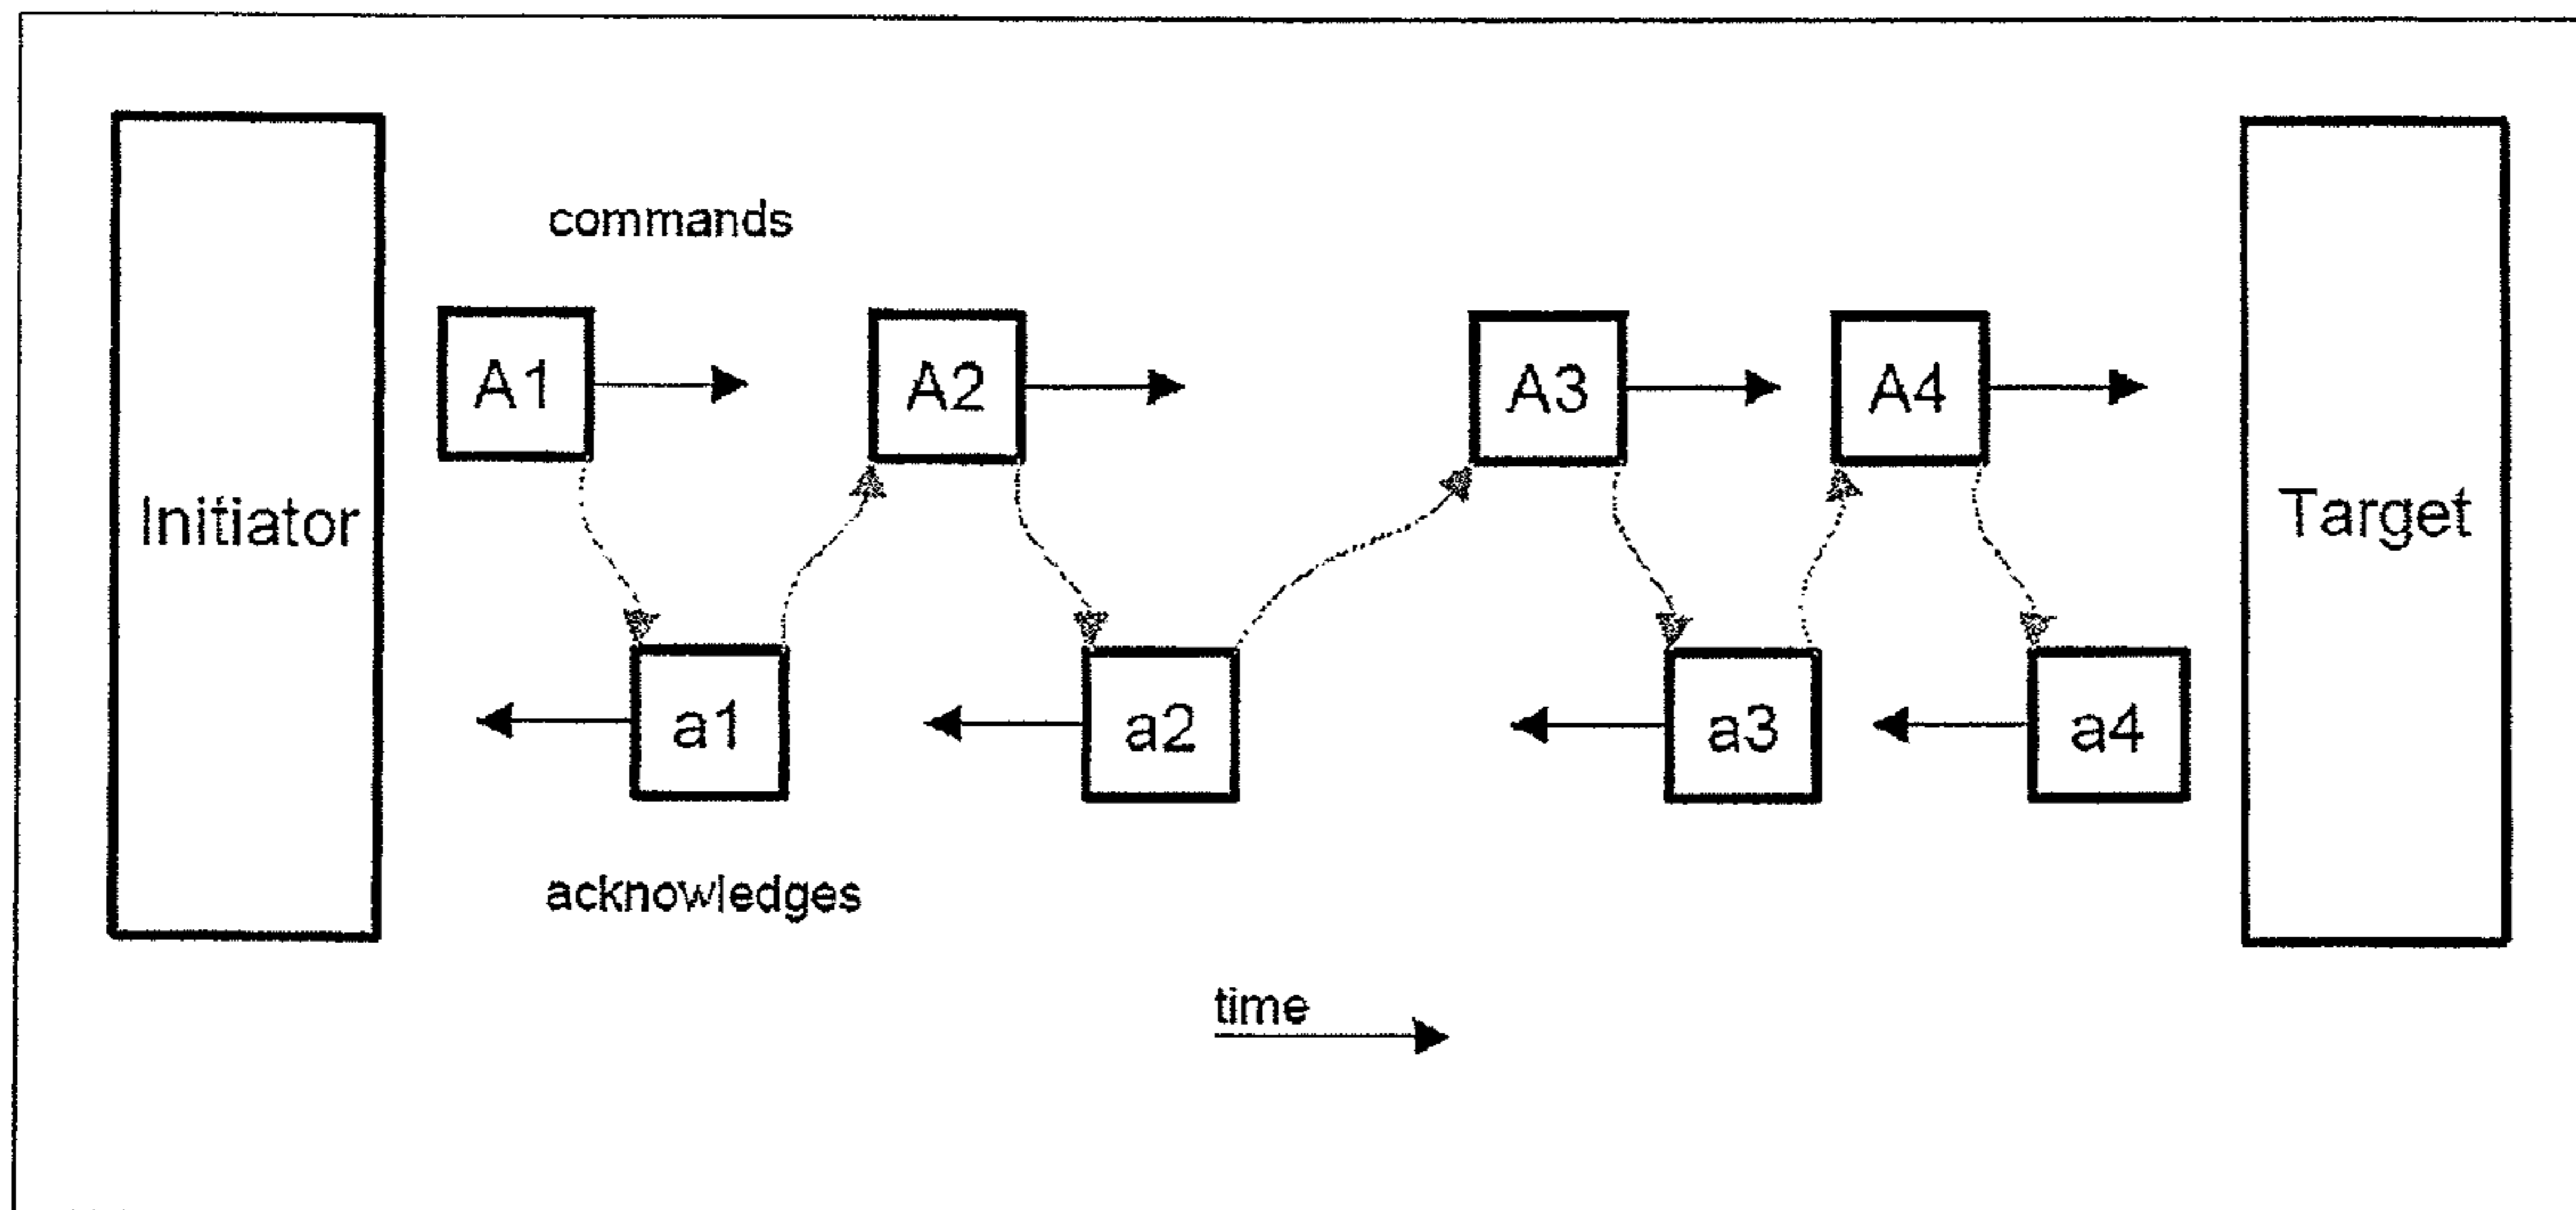 commands
A1
A2
A3
A4
Initiator
Target
a1
a2
a3
a4
acknowledges
time